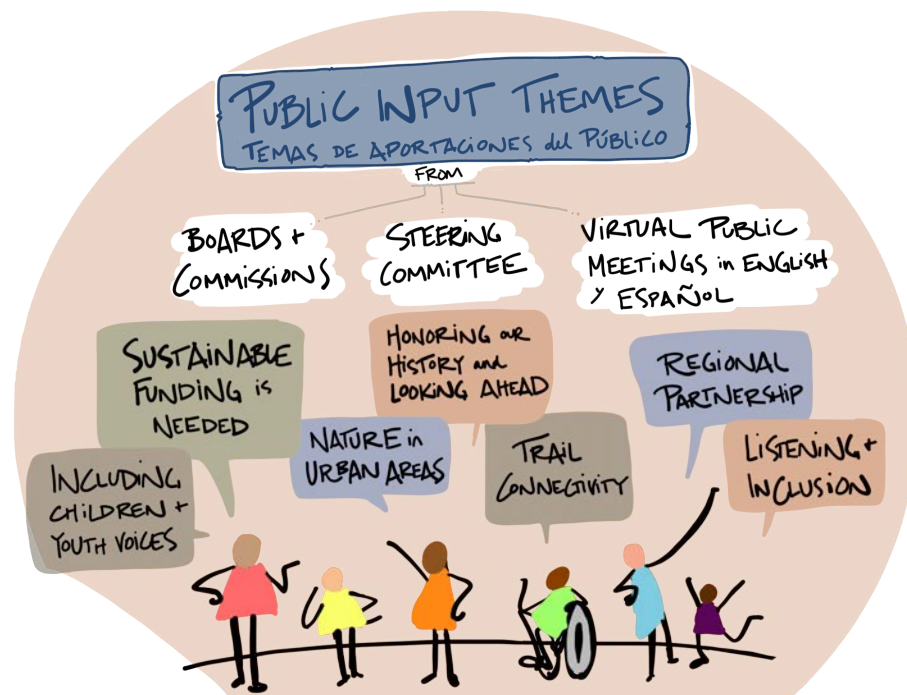 PUBLIC INPUT THEMES
TEMAS DE APORTACIONES del PÚBLICO
FROM
BOARDS +
COMMISSIONS
STEERING
COMMITTEE
VIRTUAL PUBLIC
MEETINGS in ENGLISH
y ESPAÑOL
SUSTAINABLE
FUNDING is
NEEDED
HONORING our
HISTORY and
LOOKING AHEAD
REGIONAL
PARTNERSHIP
INCLUDING
CHILDREN +
YOUTH VOICES
NATURE in
URBAN AREAS
TRAIL
CONNECTIVITY
LISTENING +
INCLUSION